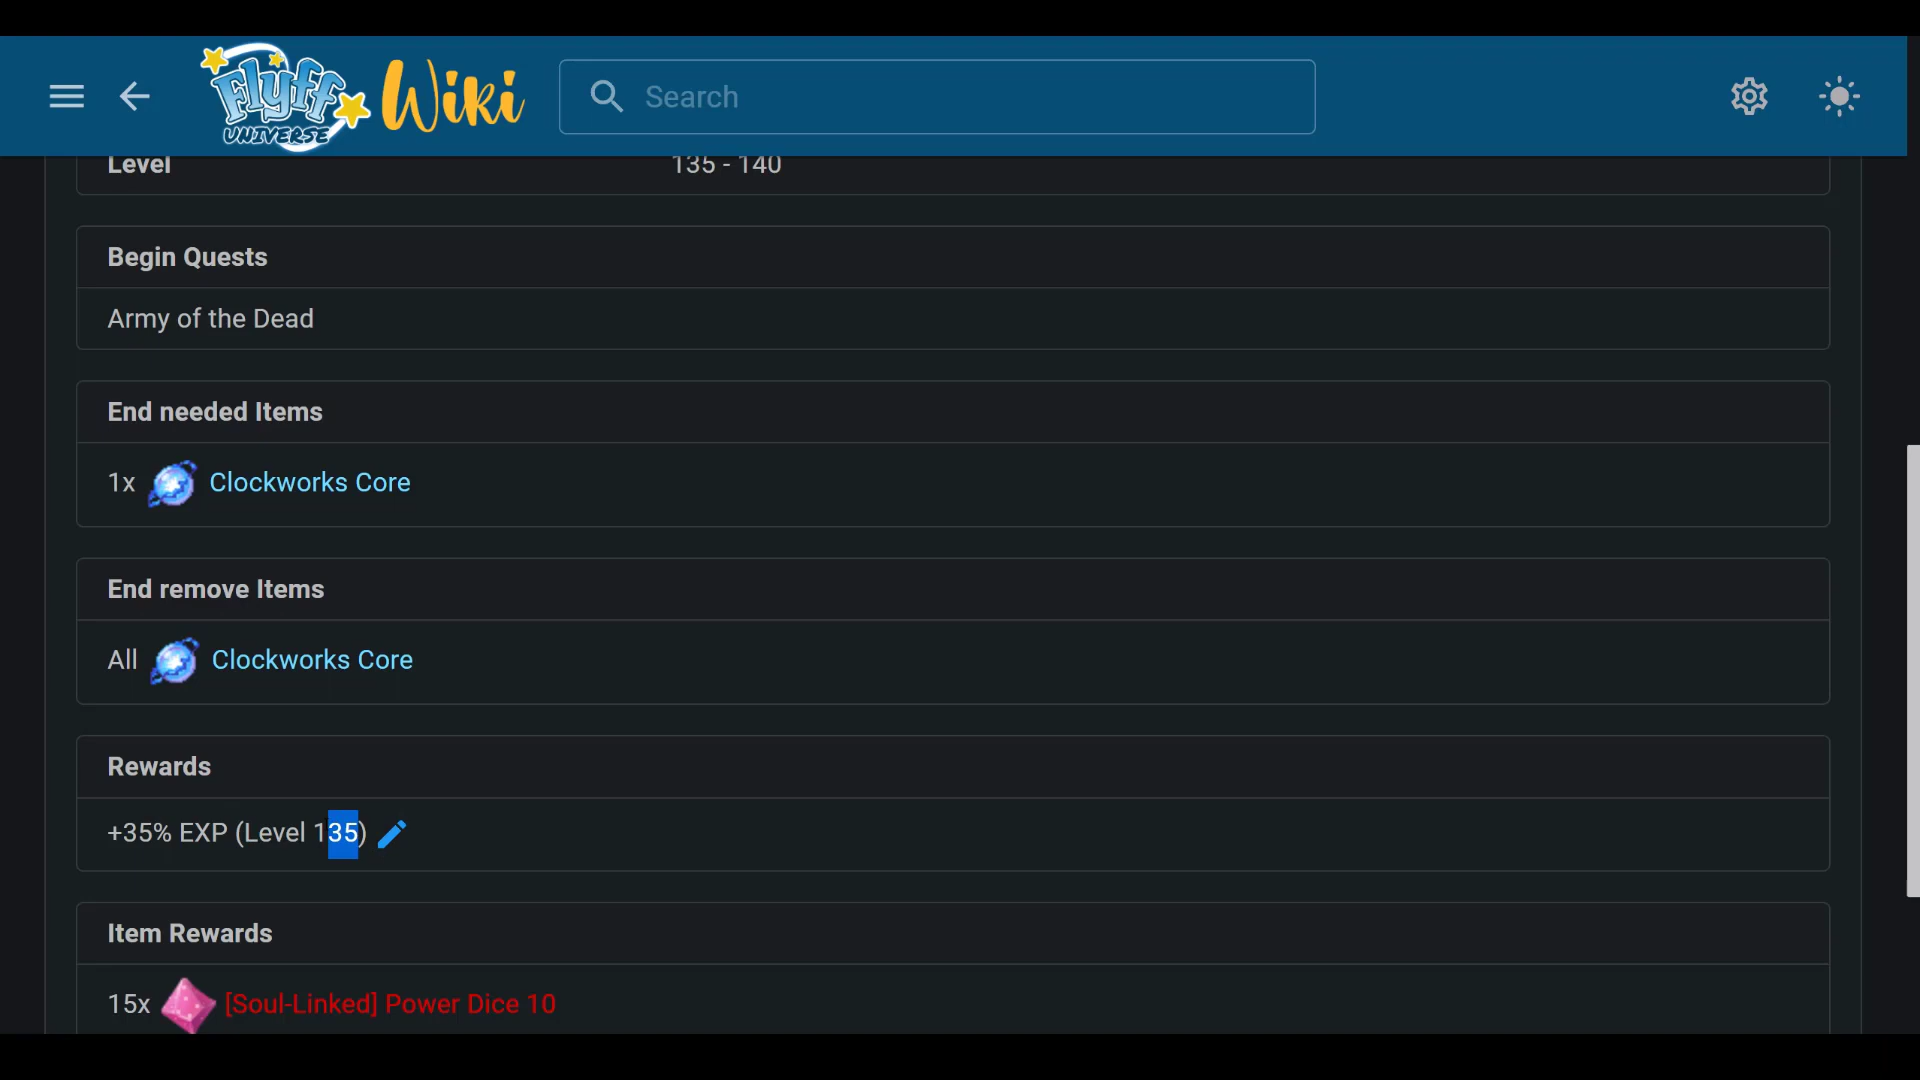 Flyff
UNIVERSE
Wiki
Search
Level 135 - 140
Begin Quests
Army of the Dead
End needed Items
1x Clockworks Core
End remove Items
All Clockworks Core
Rewards
+35% EXP (Level 135)
Item Rewards
15x [Soul-Linked] Power Dice 10